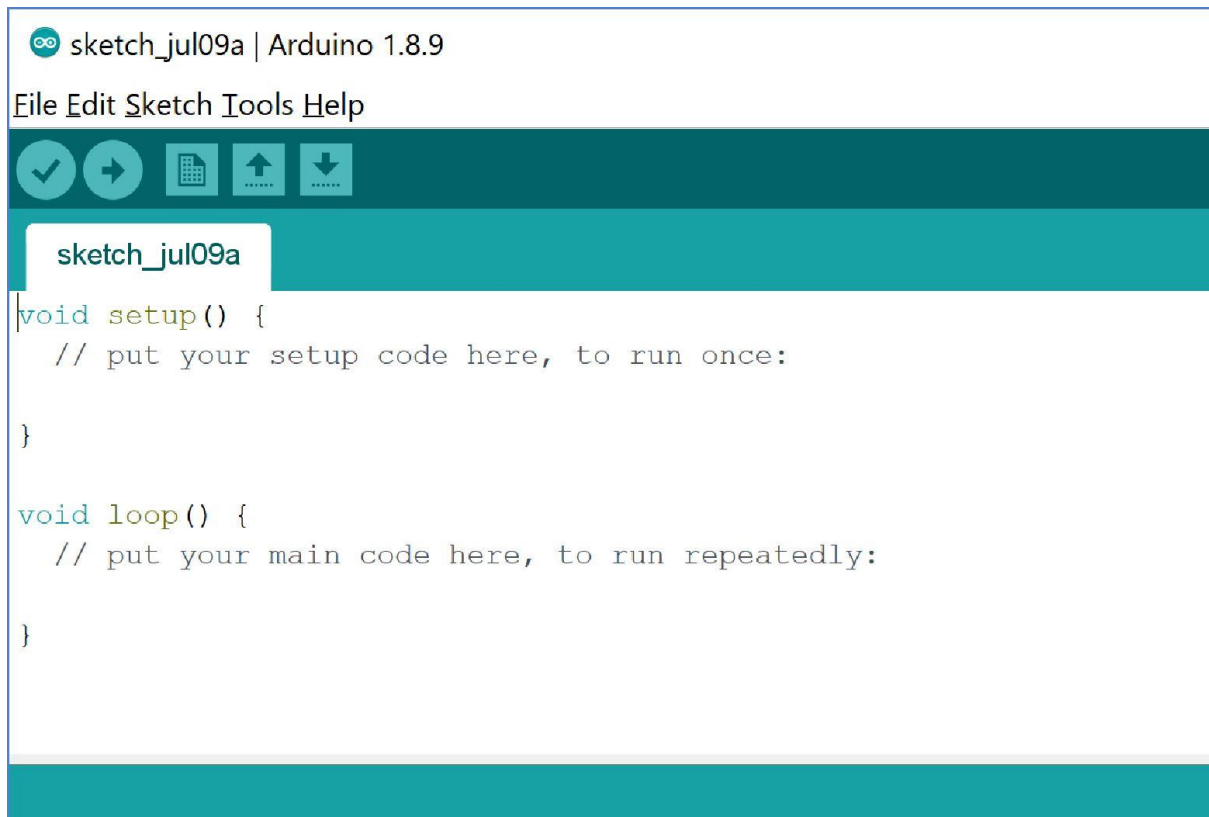 sketch_jul09a | Arduino 1.8.9
File Edit Sketch Tools Help
sketch_jul09a
void setup() {
  // put your setup code here, to run once:
}
void loop() {
  // put your main code here, to run repeatedly:
}